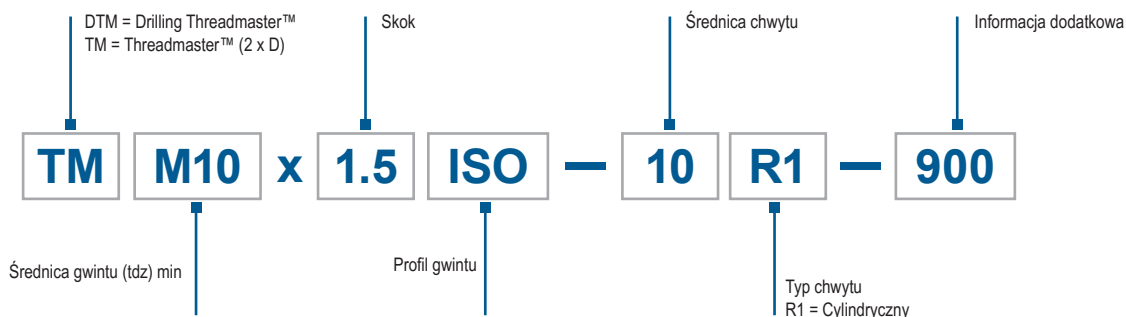 DTM = Drilling Threadmaster™
TM = Threadmaster™ (2 x D)
Skok
Średnica chwytu
Informacja dodatkowa
TM M10 x 1.5 ISO — 10 R1 — 900
Średnica gwintu (tdz) min
Profil gwintu
Typ chwytu
R1 = Cylindryczny